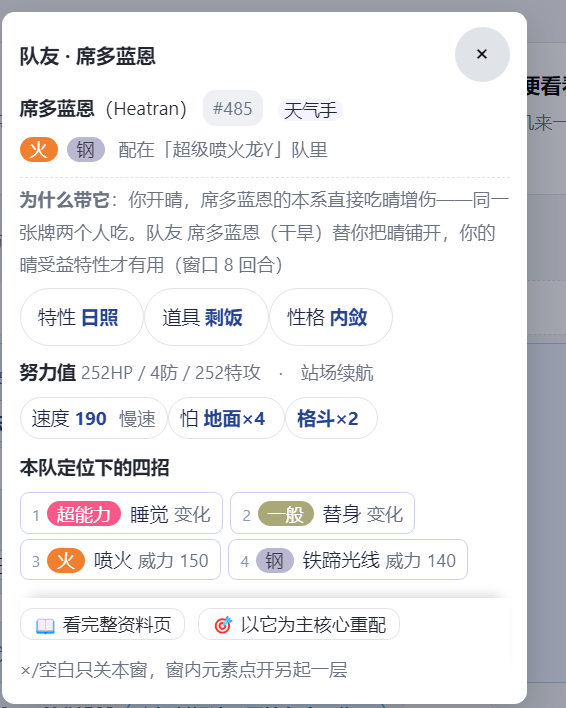 队友 · 席多蓝恩
×
席多蓝恩（Heatran） #485 天气手
火 钢 配在「超级喷火龙Y」队里
为什么带它：你开晴，席多蓝恩的本系直接吃晴增伤——同一
张牌两个人吃。队友 席多蓝恩（干旱）替你把晴铺开，你的
晴受益特性才有用（窗口 8 回合）
特性 日照 道具 剩饭 性格 内敛
努力值 252HP / 4防 / 252特攻 · 站场续航
速度 190 慢速 怕 地面×4 格斗×2
本队定位下的四招
1 超能力 睡觉 变化 2 一般 替身 变化
3 火 喷火 威力 150 4 钢 铁蹄光线 威力 140
📖 看完整资料页 🎯 以它为主核心重配
×/空白只关本窗，窗内元素点开另起一层